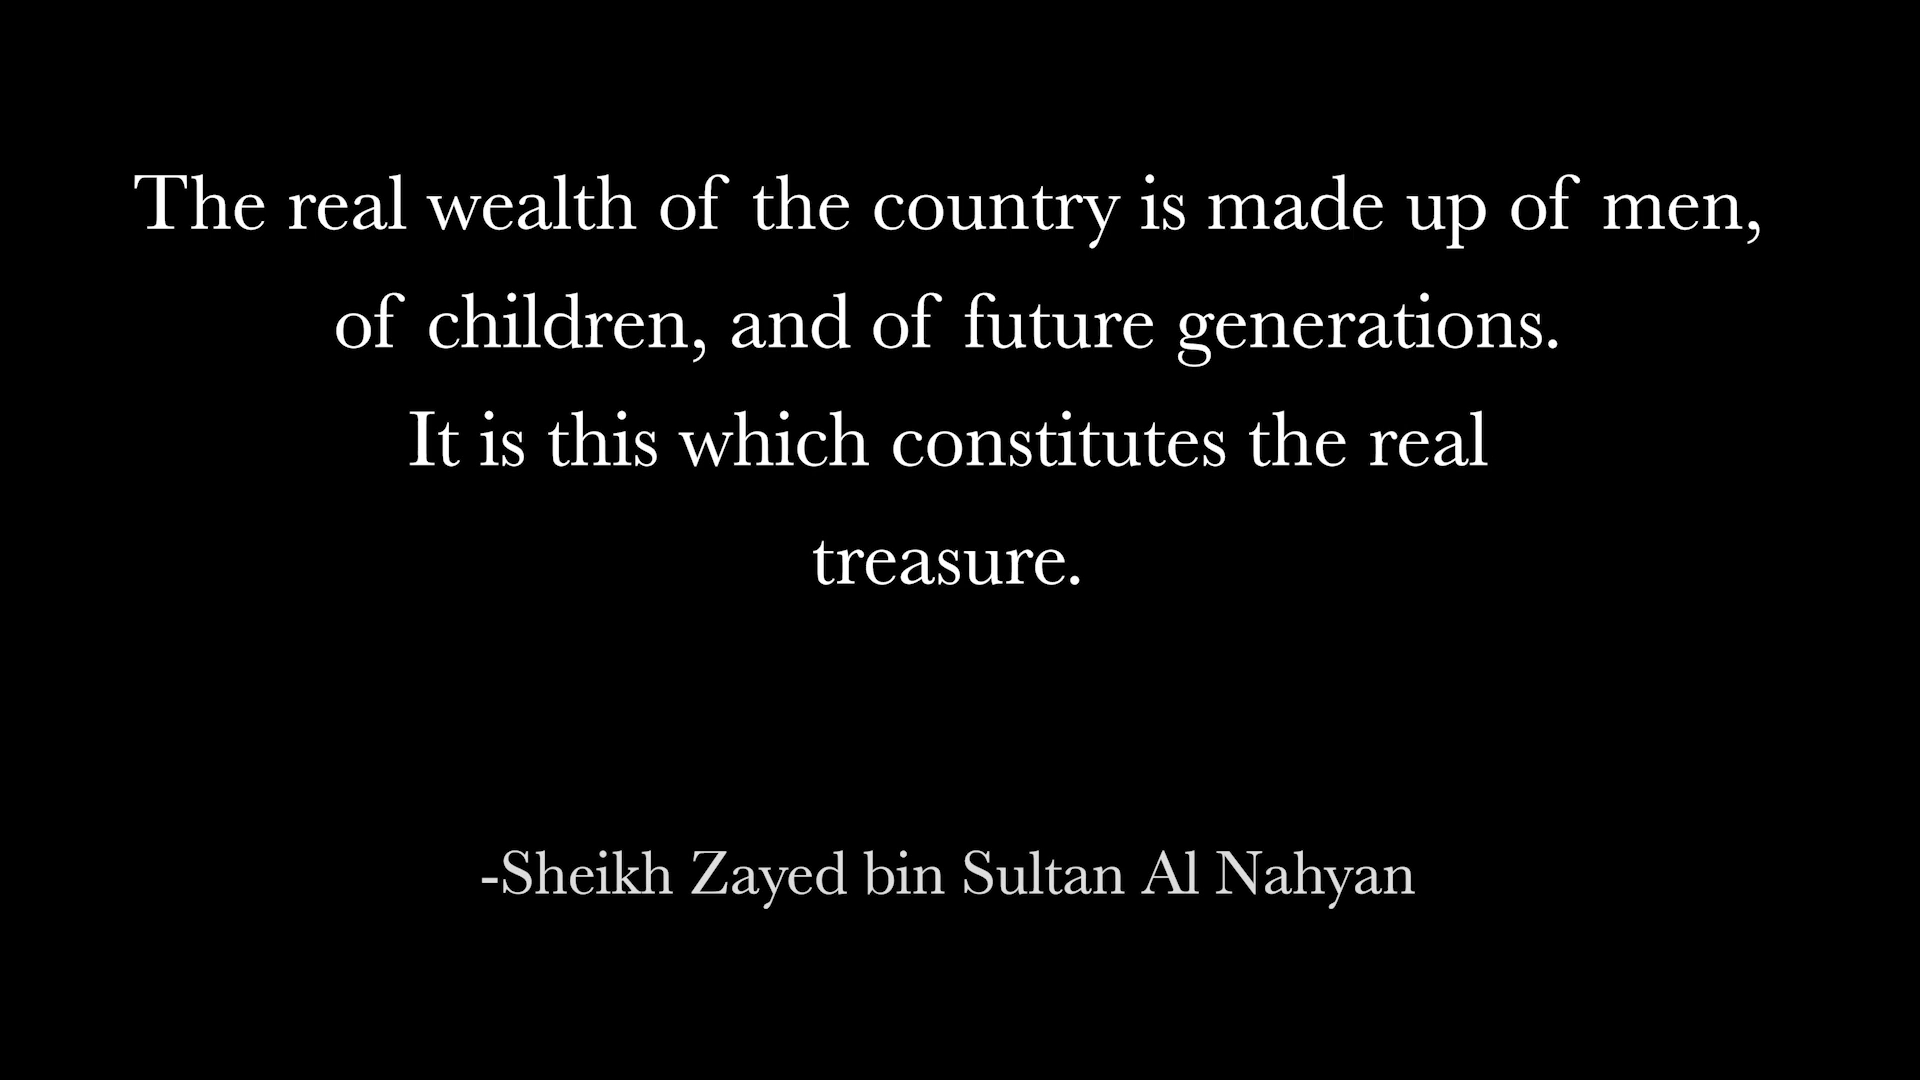 The real wealth of the country is made up of men,
of children, and of future generations.
It is this which constitutes the real
treasure.
-Sheikh Zayed bin Sultan Al Nahyan